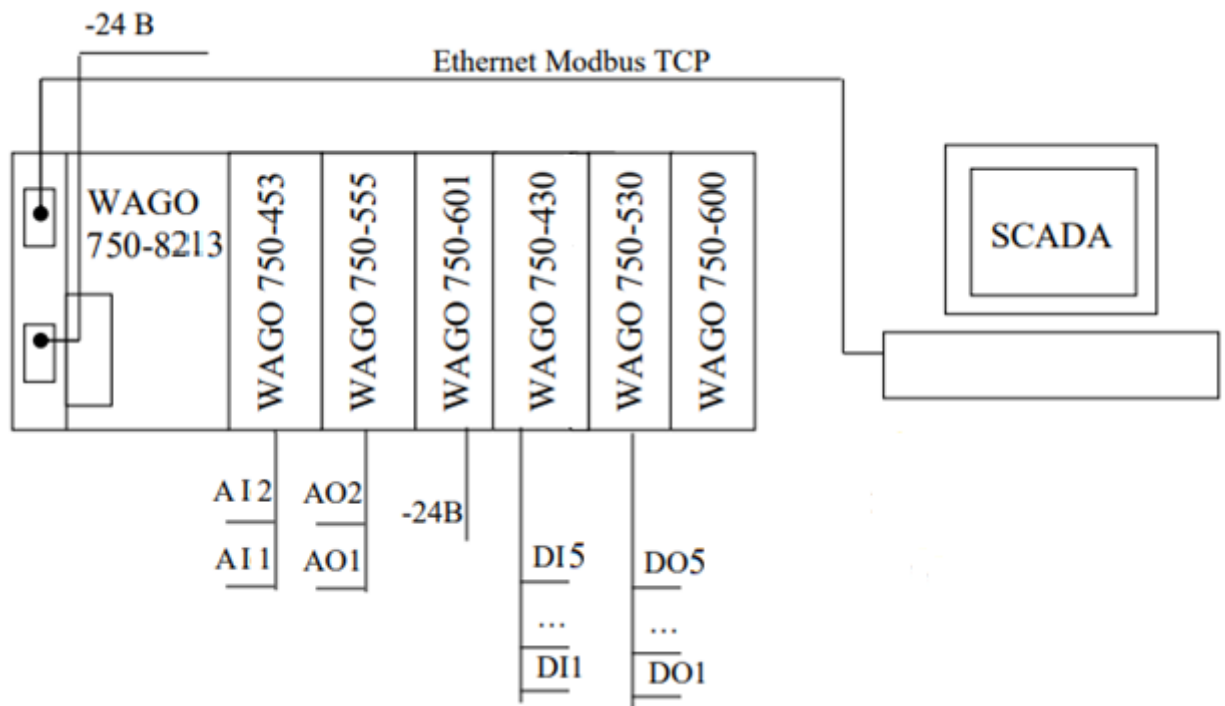 -24 В
Ethernet Modbus TCP
WAGO
750-8213
WAGO 750-453
WAGO 750-555
WAGO 750-601
WAGO 750-430
WAGO 750-530
WAGO 750-600
SCADA
AI2
AO2
-24В
AI1
AO1
DI5
DO5
...
...
DI1
DO1